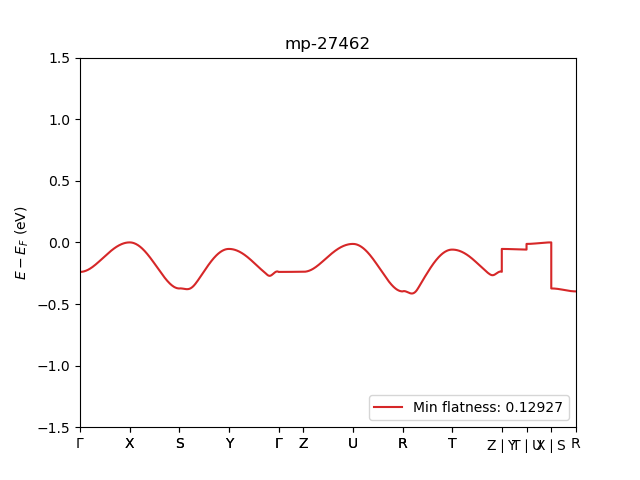 mp-27462
1.5
1.0
0.5
0.0
−0.5
−1.0
−1.5
E − E_F (eV)
Min flatness: 0.12927
Γ X S Y Γ Z U R T Z | Y T | U X | S R